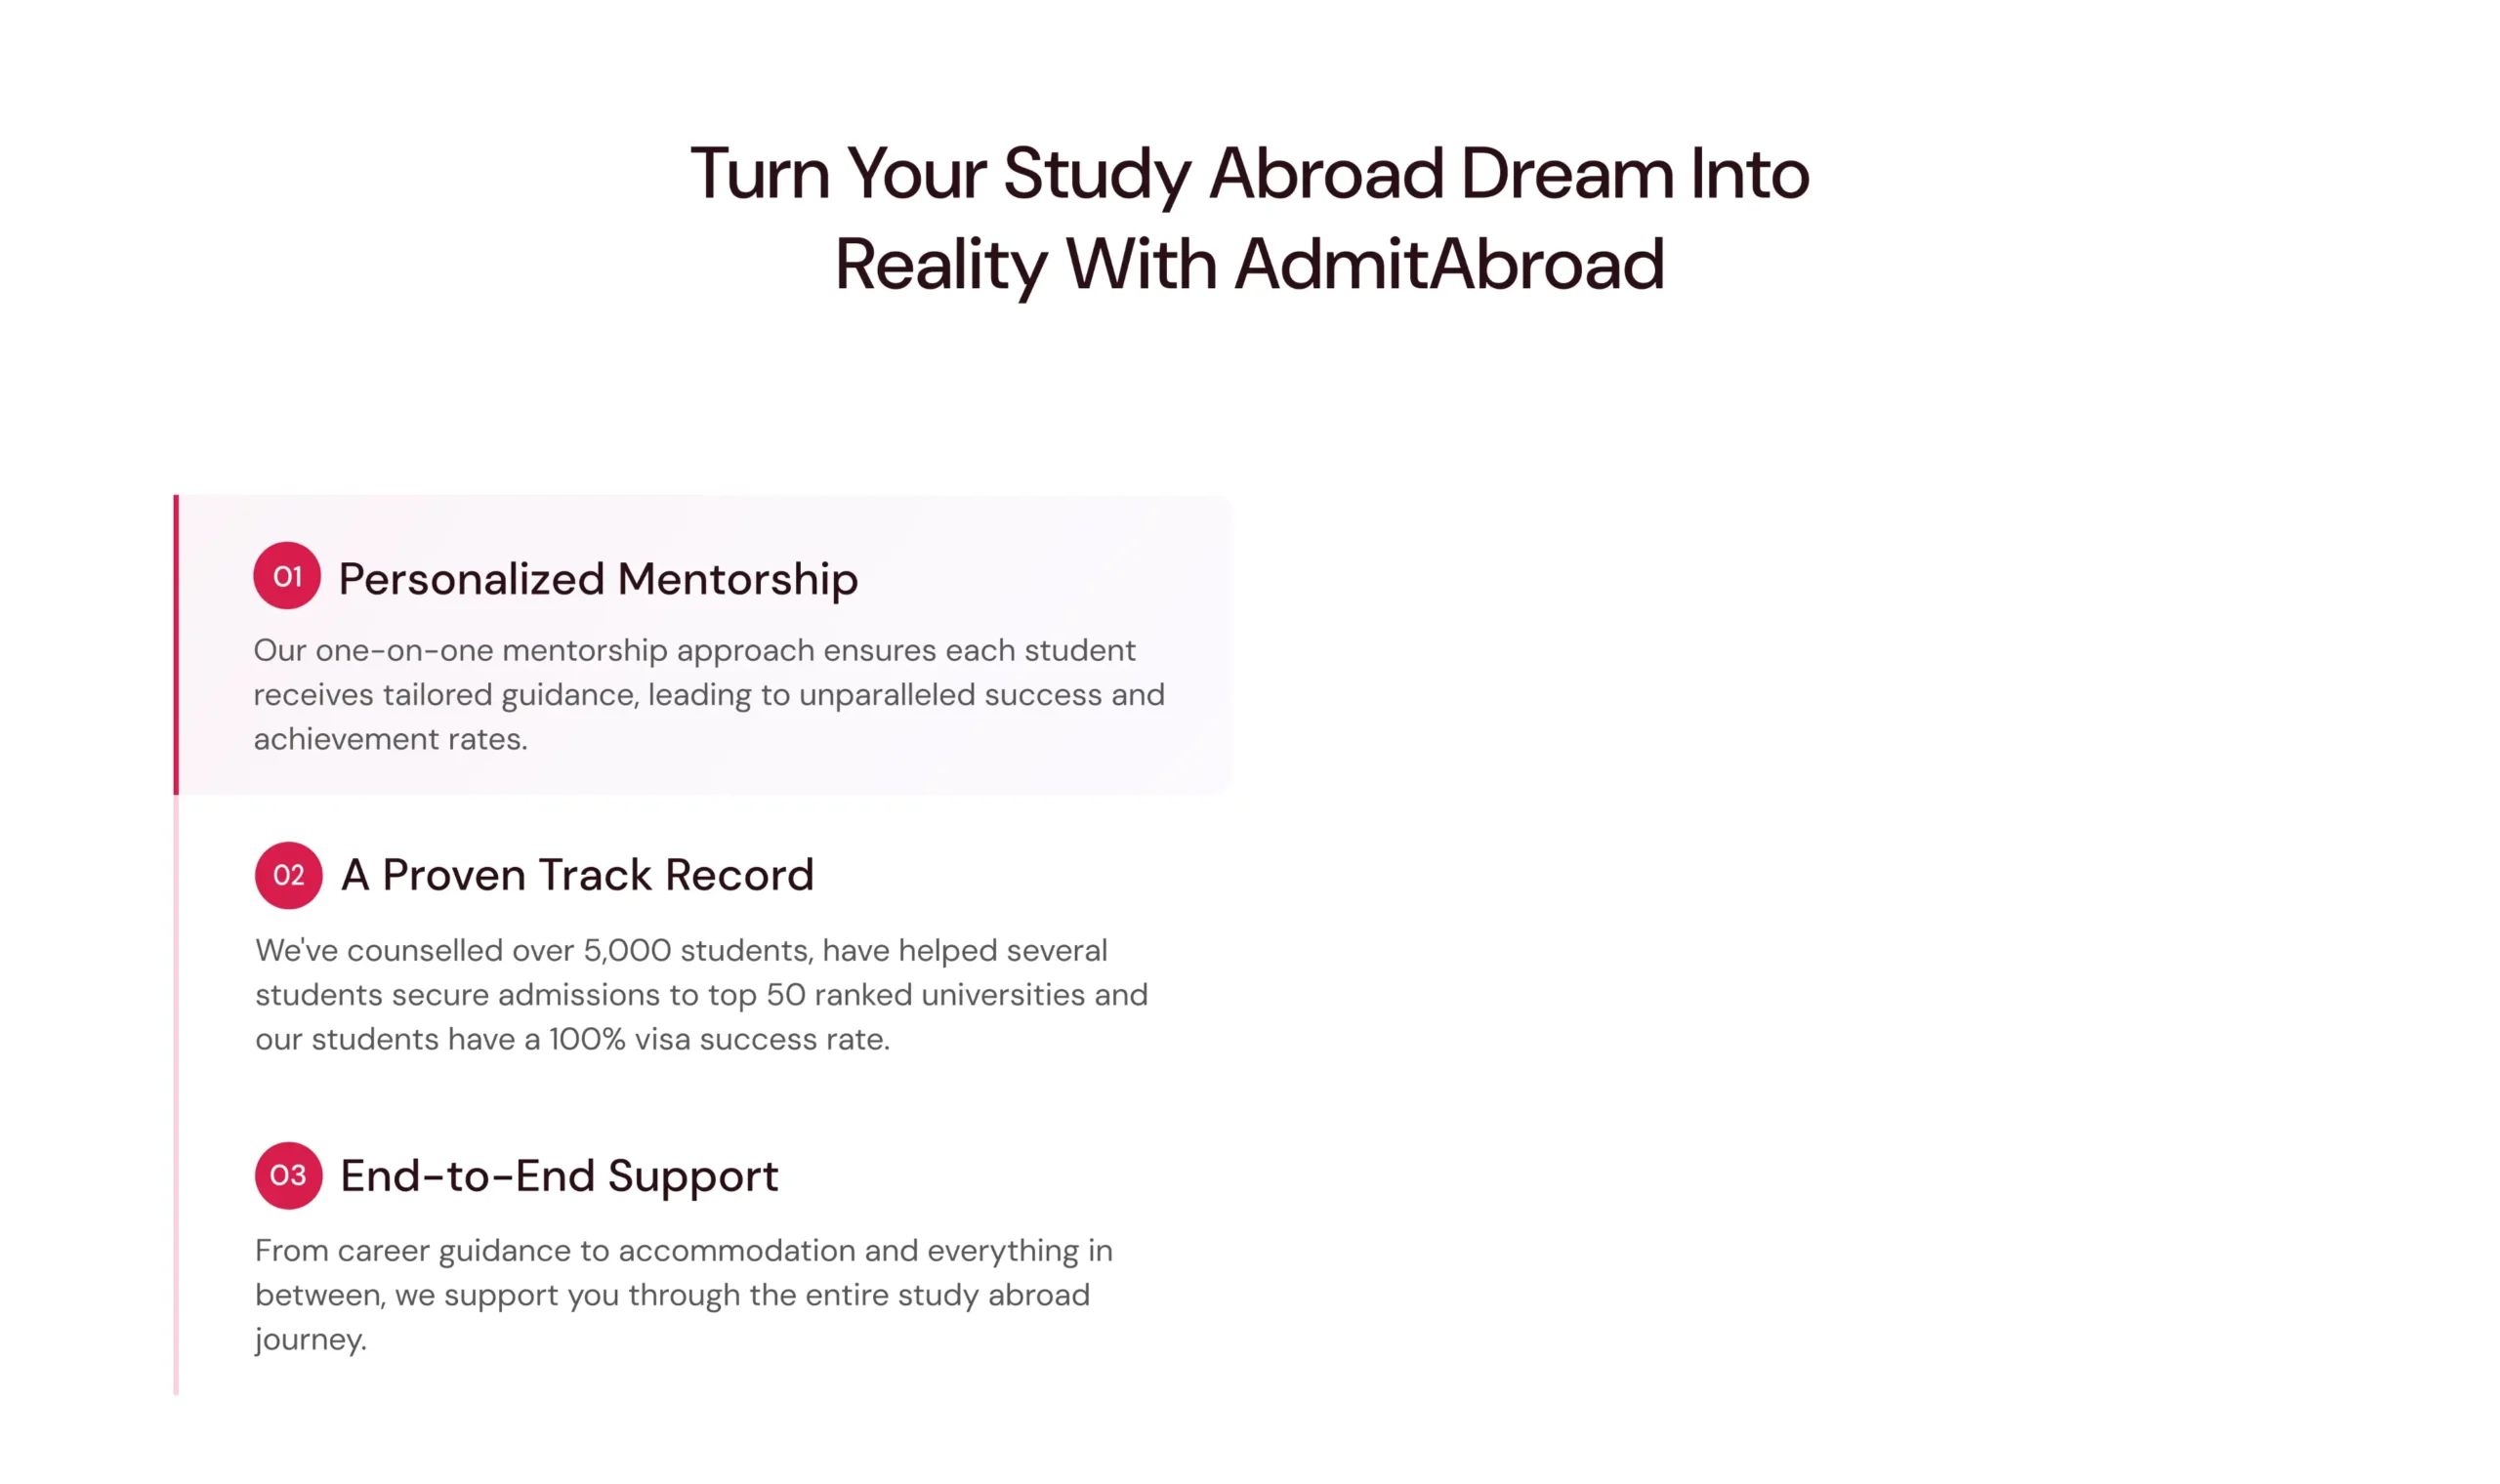 Turn Your Study Abroad Dream Into
Reality With AdmitAbroad
01 Personalized Mentorship
Our one-on-one mentorship approach ensures each student
receives tailored guidance, leading to unparalleled success and
achievement rates.
02 A Proven Track Record
We've counselled over 5,000 students, have helped several
students secure admissions to top 50 ranked universities and
our students have a 100% visa success rate.
03 End-to-End Support
From career guidance to accommodation and everything in
between, we support you through the entire study abroad
journey.